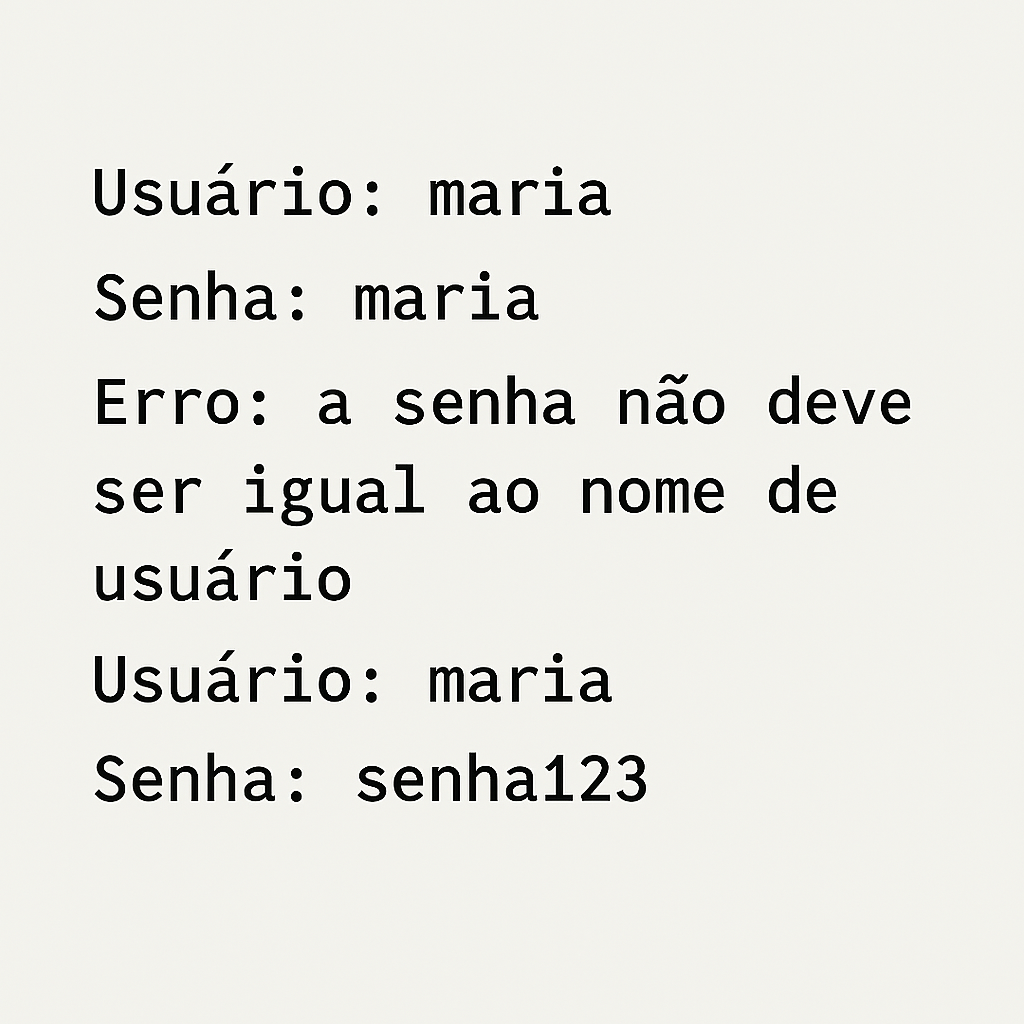 Usuário: maria
Senha: maria
Erro: a senha não deve
ser igual ao nome de
usuário
Usuário: maria
Senha: senha123